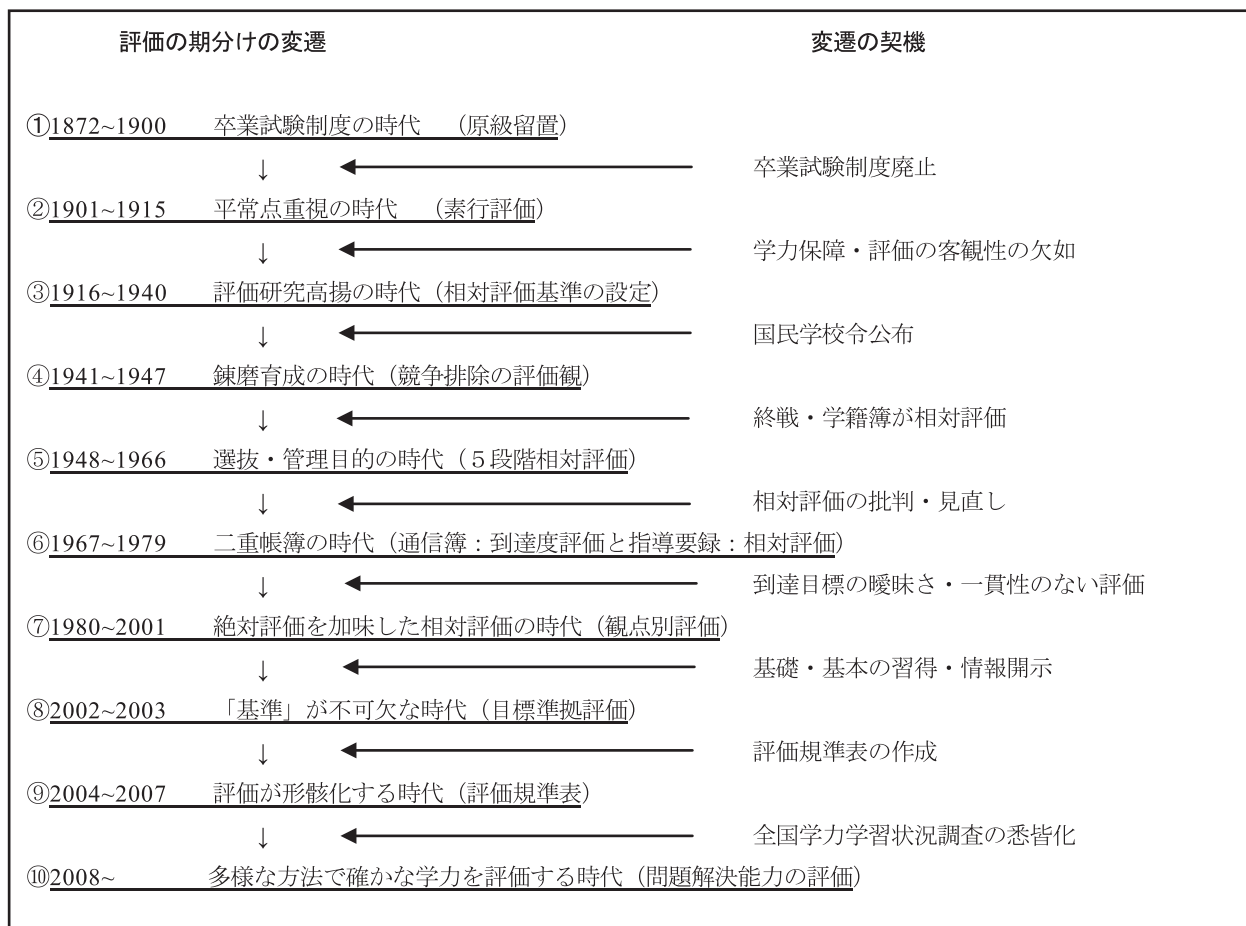 評価の期分けの変遷 変遷の契機
①1872~1900 卒業試験制度の時代 （原級留置）
↓ 卒業試験制度廃止
②1901~1915 平常点重視の時代 （素行評価）
↓ 学力保障・評価の客観性の欠如
③1916~1940 評価研究高揚の時代（相対評価基準の設定）
↓ 国民学校令公布
④1941~1947 錬磨育成の時代（競争排除の評価観）
↓ 終戦・学籍簿が相対評価
⑤1948~1966 選抜・管理目的の時代（５段階相対評価）
↓ 相対評価の批判・見直し
⑥1967~1979 二重帳簿の時代（通信簿：到達度評価と指導要録：相対評価）
↓ 到達目標の曖昧さ・一貫性のない評価
⑦1980~2001 絶対評価を加味した相対評価の時代（観点別評価）
↓ 基礎・基本の習得・情報開示
⑧2002~2003 「基準」が不可欠な時代（目標準拠評価）
↓ 評価規準表の作成
⑨2004~2007 評価が形骸化する時代（評価規準表）
↓ 全国学力学習状況調査の悉皆化
⑩2008~ 多様な方法で確かな学力を評価する時代（問題解決能力の評価）